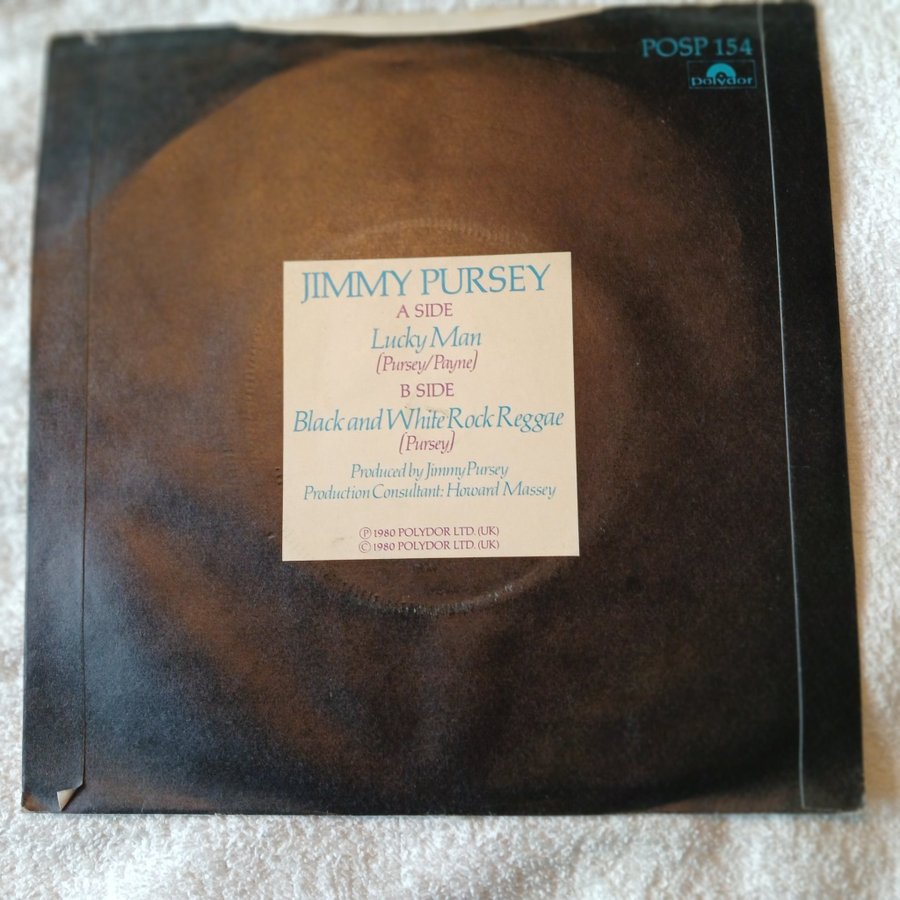 POSP 154
polydor
JIMMY PURSEY
A SIDE
Lucky Man
(Pursey/Payne)
B SIDE
Black and White Rock Reggae
(Pursey)
Produced by Jimmy Pursey
Production Consultant: Howard Massey
℗ 1980 POLYDOR LTD. (UK)
© 1980 POLYDOR LTD. (UK)